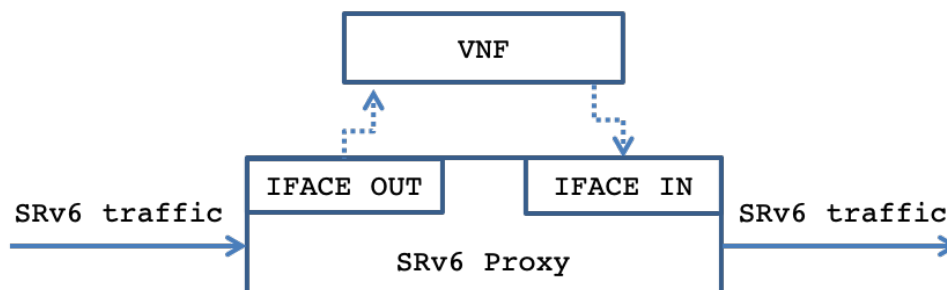 VNF
IFACE OUT
IFACE IN
SRv6 traffic
SRv6 traffic
SRv6 Proxy